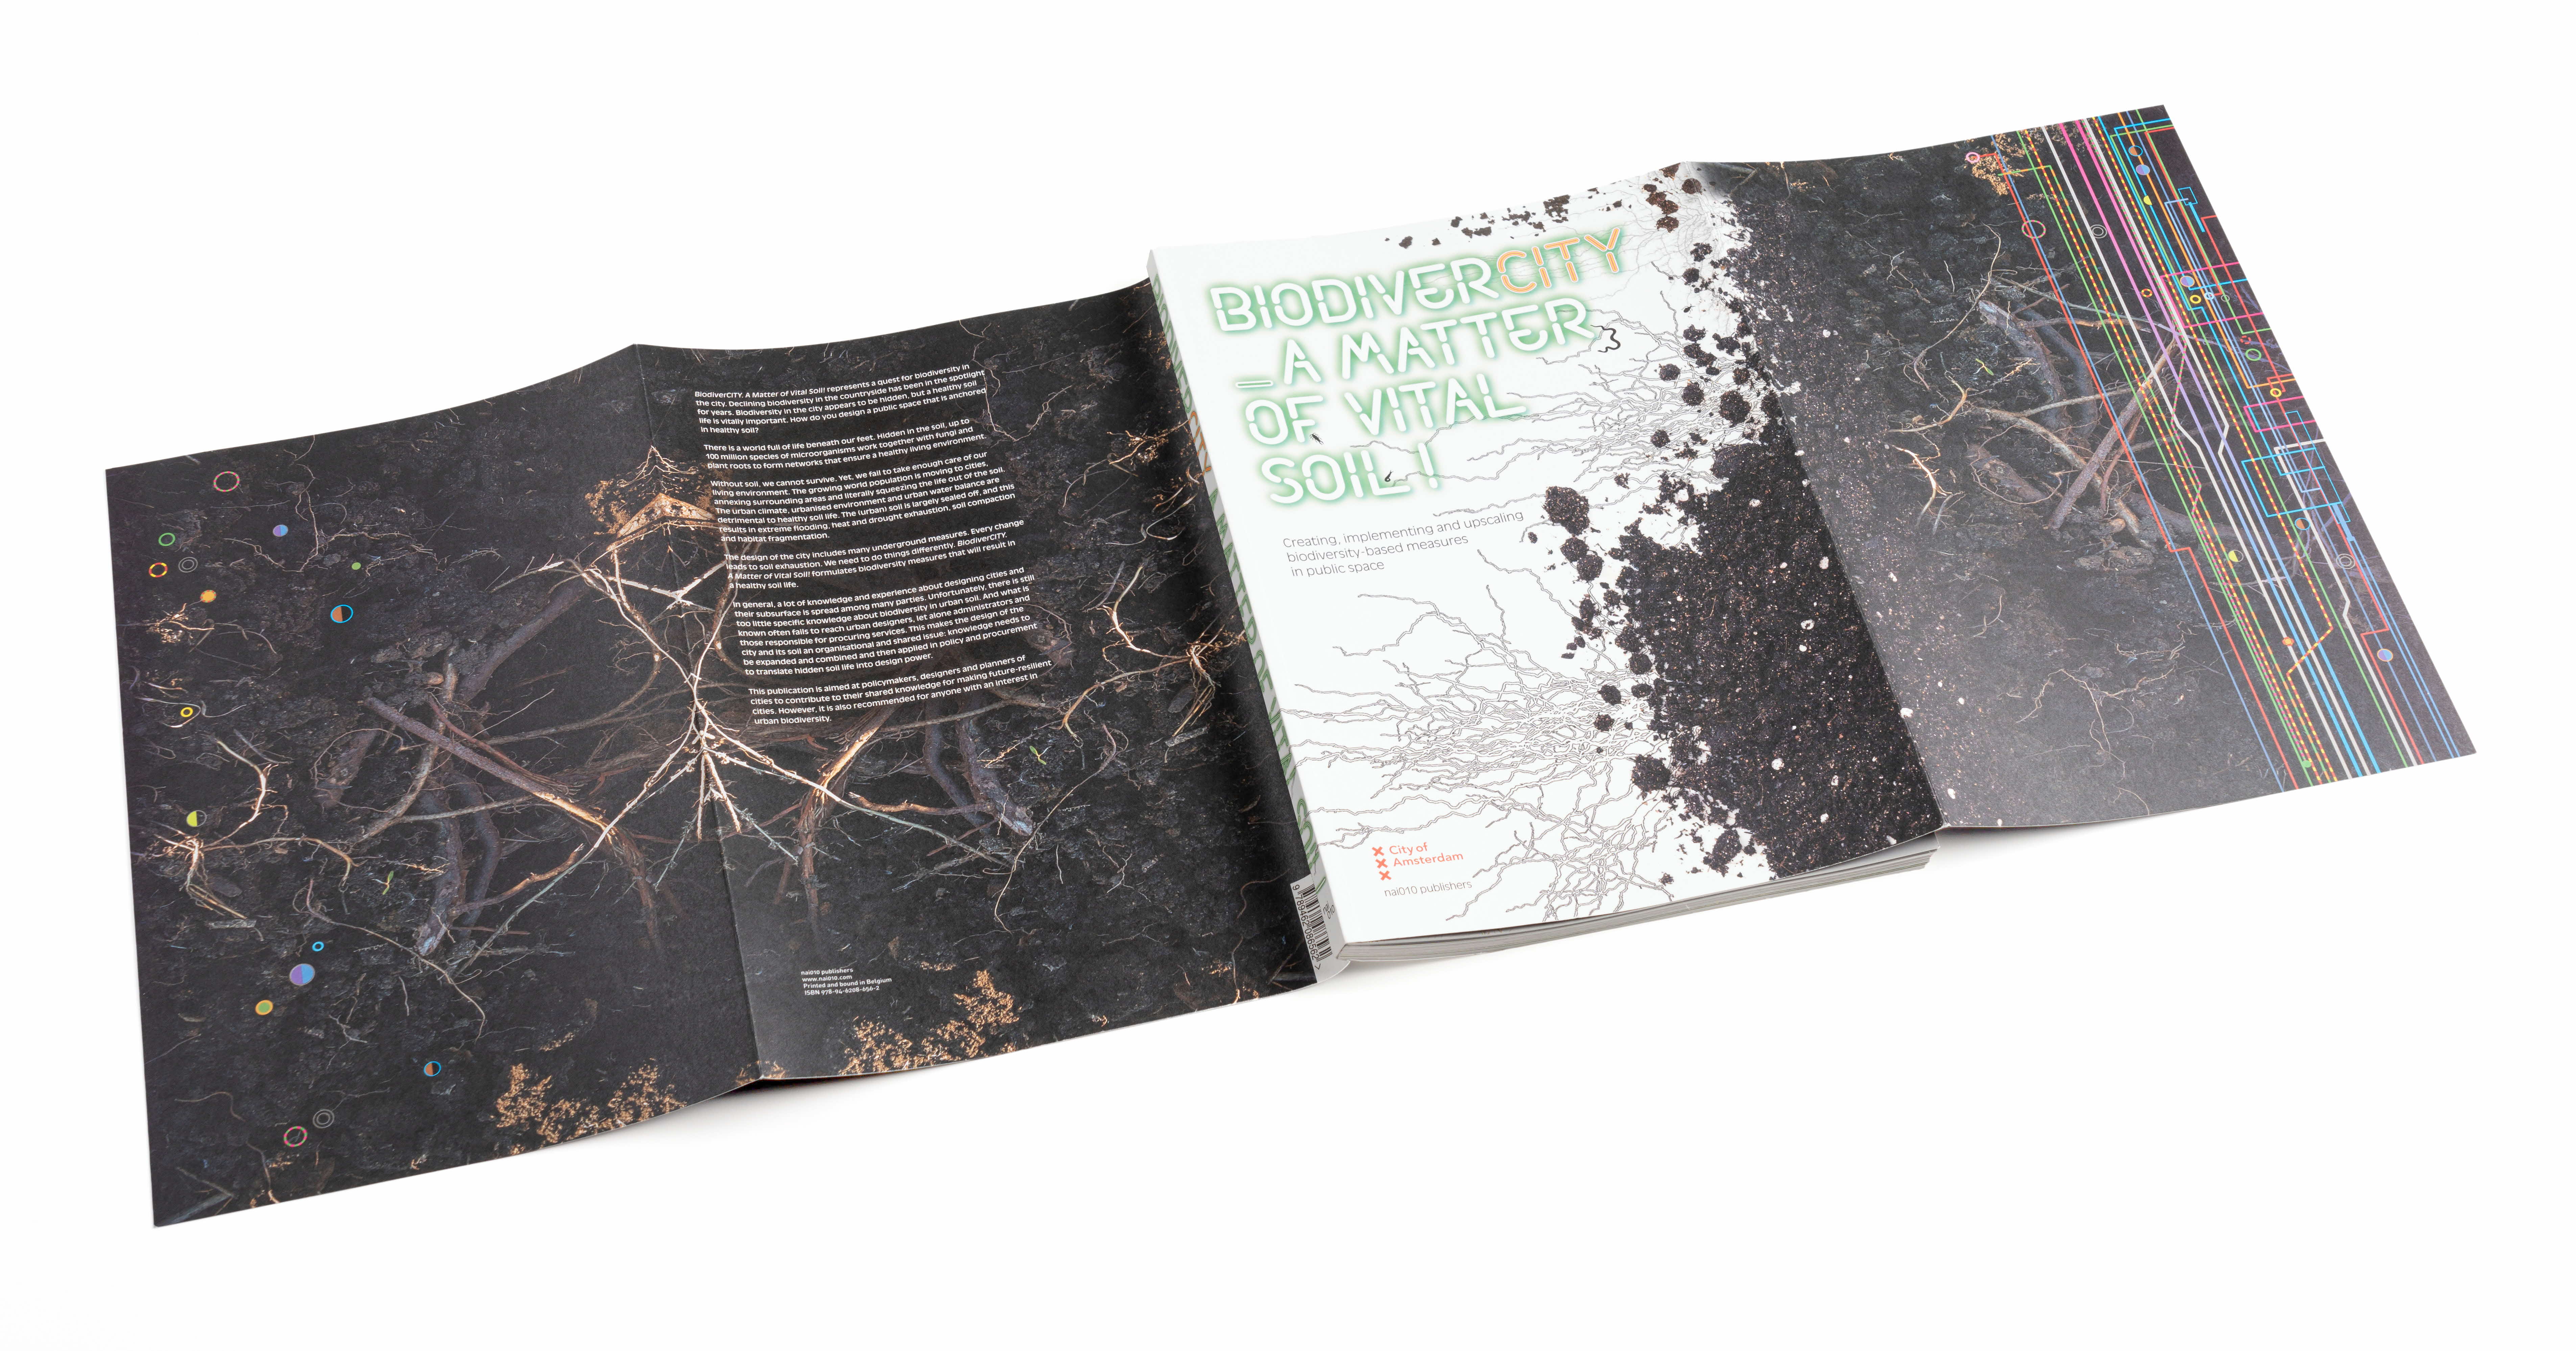 BiodiverCITY. A Matter of Vital Soil! represents a quest for biodiversity in
the city. Declining biodiversity in the countryside has been in the spotlight
for years. Biodiversity in the city appears to be hidden, but a healthy soil
life is vitally important. How do you design a public space that is anchored
in healthy soil?
There is a world full of life beneath our feet. Hidden in the soil, up to
100 million species of microorganisms work together with fungi and
plant roots to form networks that ensure a healthy living environment.
Without soil, we cannot survive. Yet, we fail to take enough care of our
living environment. The growing world population is moving to cities,
annexing surrounding areas and literally squeezing the life out of the soil.
The urban climate, urbanised environment and urban water balance are
detrimental to healthy soil life. The (urban) soil is largely sealed off, and this
results in extreme flooding, heat and drought exhaustion, soil compaction
and habitat fragmentation.
The design of the city includes many underground measures. Every change
leads to soil exhaustion. We need to do things differently. BiodiverCITY.
A Matter of Vital Soil! formulates biodiversity measures that will result in
a healthy soil life.
In general, a lot of knowledge and experience about designing cities and
their subsurface is spread among many parties. Unfortunately, there is still
too little specific knowledge about biodiversity in urban soil. And what is
known often fails to reach urban designers, let alone administrators and
those responsible for procuring services. This makes the design of the
city and its soil an organisational and shared issue: knowledge needs to
be expanded and combined and then applied in policy and procurement
to translate hidden soil life into design power.
This publication is aimed at policymakers, designers and planners of
cities to contribute to their shared knowledge for making future-resilient
cities. However, it is also recommended for anyone with an interest in
urban biodiversity.
nai010 publishers
www.nai010.com
Printed and bound in Belgium
ISBN 978-94-6208-656-2
9 789462 086562 >
BIODIVERCITY
_A MATTER
OF VITAL
SOIL!
Creating, implementing and upscaling
biodiversity-based measures
in public space
City of
Amsterdam
nai010 publishers